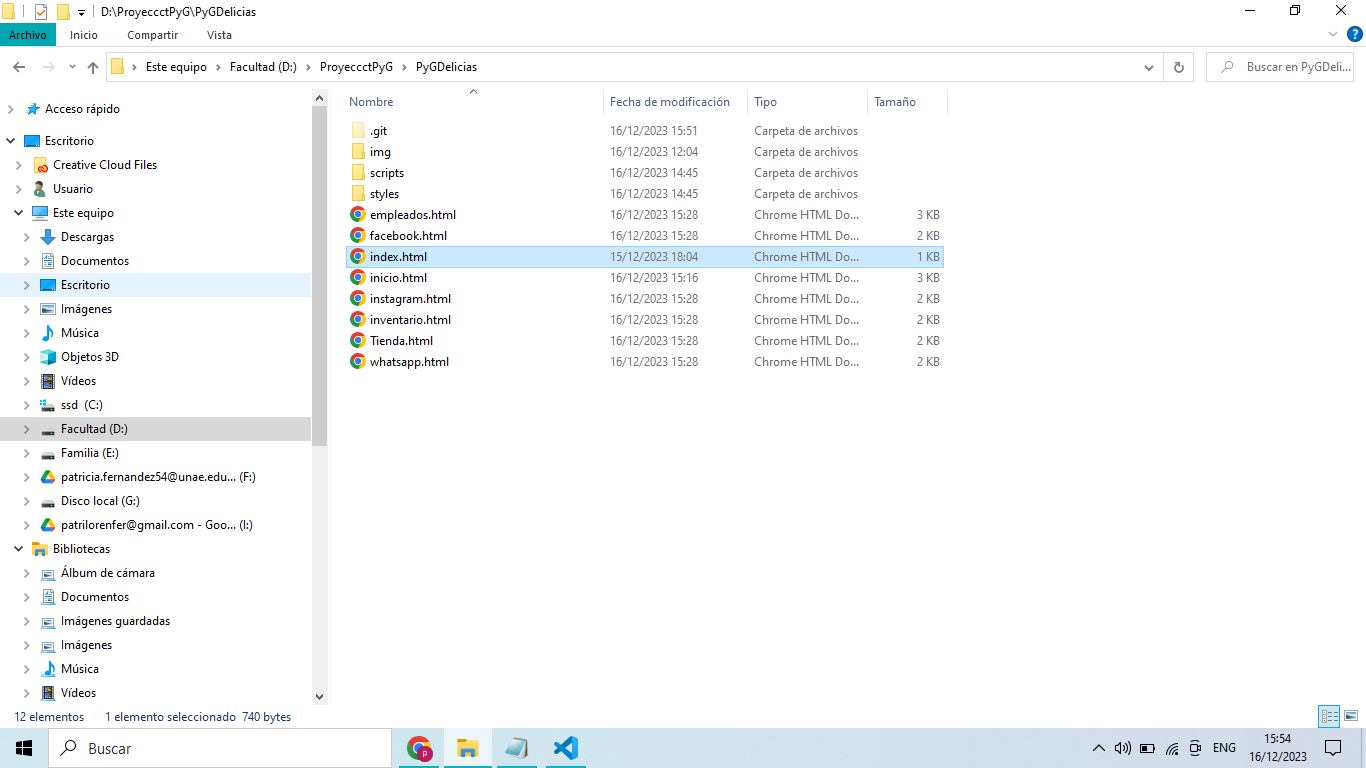 D:\ProyeccctPyG\PyGDelicias
Archivo Inicio Compartir Vista
Este equipo Facultad (D:) ProyeccctPyG PyGDelicias Buscar en PyGDeli...
Nombre Fecha de modificación Tipo Tamaño
.git 16/12/2023 15:51 Carpeta de archivos
img 16/12/2023 12:04 Carpeta de archivos
scripts 16/12/2023 14:45 Carpeta de archivos
styles 16/12/2023 14:45 Carpeta de archivos
empleados.html 16/12/2023 15:28 Chrome HTML Do... 3 KB
facebook.html 16/12/2023 15:28 Chrome HTML Do... 2 KB
index.html 15/12/2023 18:04 Chrome HTML Do... 1 KB
inicio.html 16/12/2023 15:16 Chrome HTML Do... 3 KB
instagram.html 16/12/2023 15:28 Chrome HTML Do... 2 KB
inventario.html 16/12/2023 15:28 Chrome HTML Do... 2 KB
Tienda.html 16/12/2023 15:28 Chrome HTML Do... 2 KB
whatsapp.html 16/12/2023 15:28 Chrome HTML Do... 2 KB
Acceso rápido
Escritorio
Creative Cloud Files
Usuario
Este equipo
Descargas
Documentos
Escritorio
Imágenes
Música
Objetos 3D
Vídeos
ssd (C:)
Facultad (D:)
Familia (E:)
patricia.fernandez54@unae.edu... (F:)
Disco local (G:)
patrilorenfer@gmail.com - Goo... (I:)
Bibliotecas
Álbum de cámara
Documentos
Imágenes guardadas
Imágenes
Música
Vídeos
12 elementos 1 elemento seleccionado 740 bytes
Buscar
P
ENG
15:54
16/12/2023